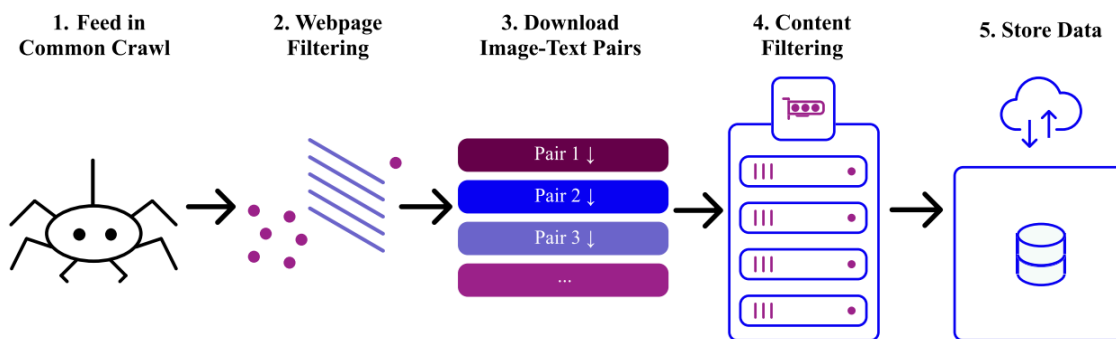 1. Feed in
Common Crawl
2. Webpage
Filtering
3. Download
Image-Text Pairs
4. Content
Filtering
5. Store Data
Pair 1 ↓
Pair 2 ↓
Pair 3 ↓
...